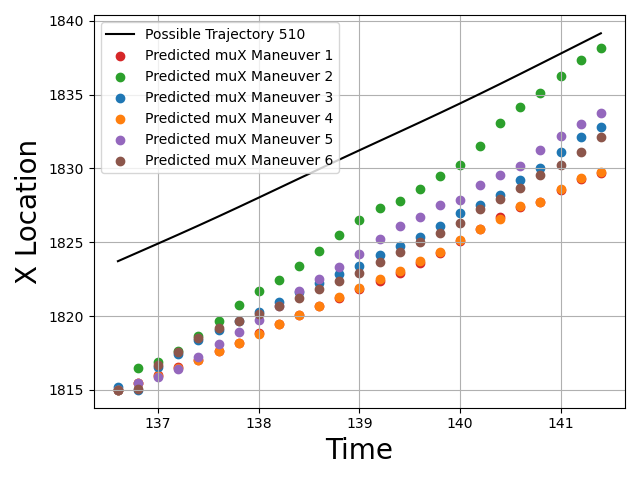 1840
1835
1830
1825
1820
1815
X Location
Possible Trajectory 510
Predicted muX Maneuver 1
Predicted muX Maneuver 2
Predicted muX Maneuver 3
Predicted muX Maneuver 4
Predicted muX Maneuver 5
Predicted muX Maneuver 6
137 138 139 140 141
Time